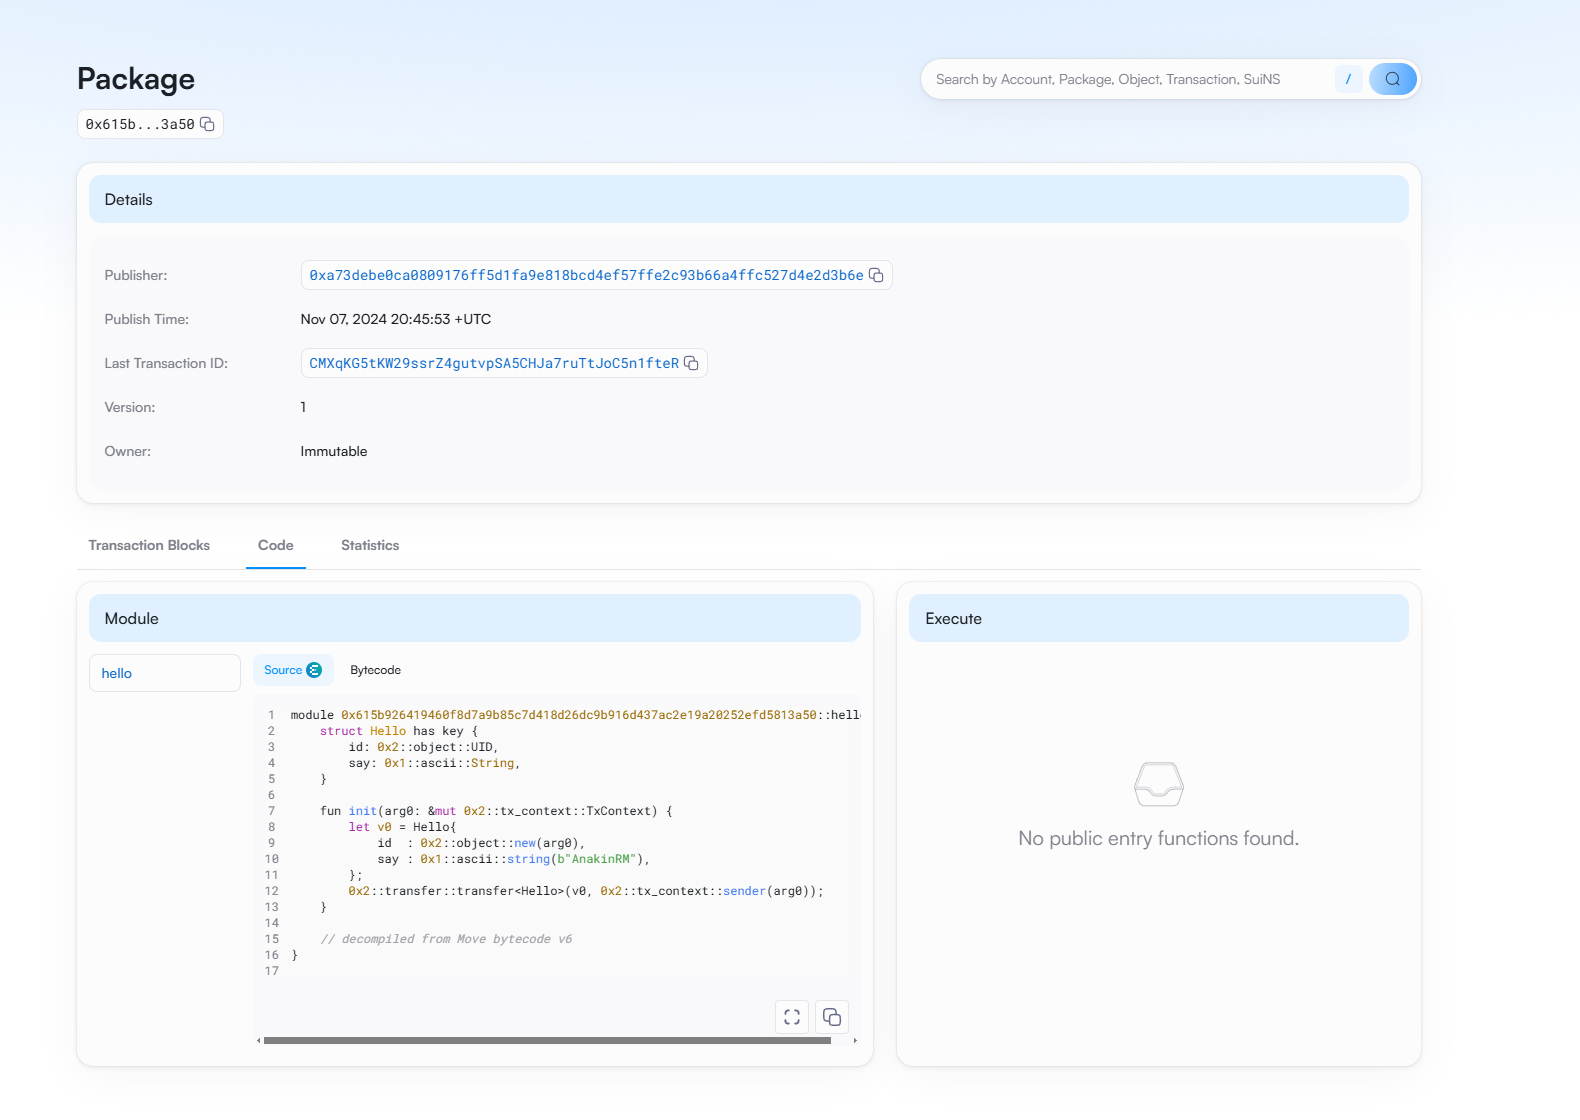 Package
Search by Account, Package, Object, Transaction, SuiNS /
0x615b...3a50
Details
Publisher: 0xa73debe0ca0809176ff5d1fa9e818bcd4ef57ffe2c93b66a4ffc527d4e2d3b6e
Publish Time: Nov 07, 2024 20:45:53 +UTC
Last Transaction ID: CMXqKG5tKW29ssrZ4gutvpSA5CHJa7ruTtJoC5n1fteR
Version: 1
Owner: Immutable
Transaction Blocks Code Statistics
Module
hello
Source Bytecode
1 module 0x615b926419460f8d7a9b85c7d418d26dc9b916d437ac2e19a20252efd5813a50::hello
2     struct Hello has key {
3         id: 0x2::object::UID,
4         say: 0x1::ascii::String,
5     }
6
7     fun init(arg0: &mut 0x2::tx_context::TxContext) {
8         let v0 = Hello{
9             id  : 0x2::object::new(arg0),
10             say : 0x1::ascii::string(b"AnakinRM"),
11         };
12         0x2::transfer::transfer<Hello>(v0, 0x2::tx_context::sender(arg0));
13     }
14
15     // decompiled from Move bytecode v6
16 }
17
Execute
No public entry functions found.